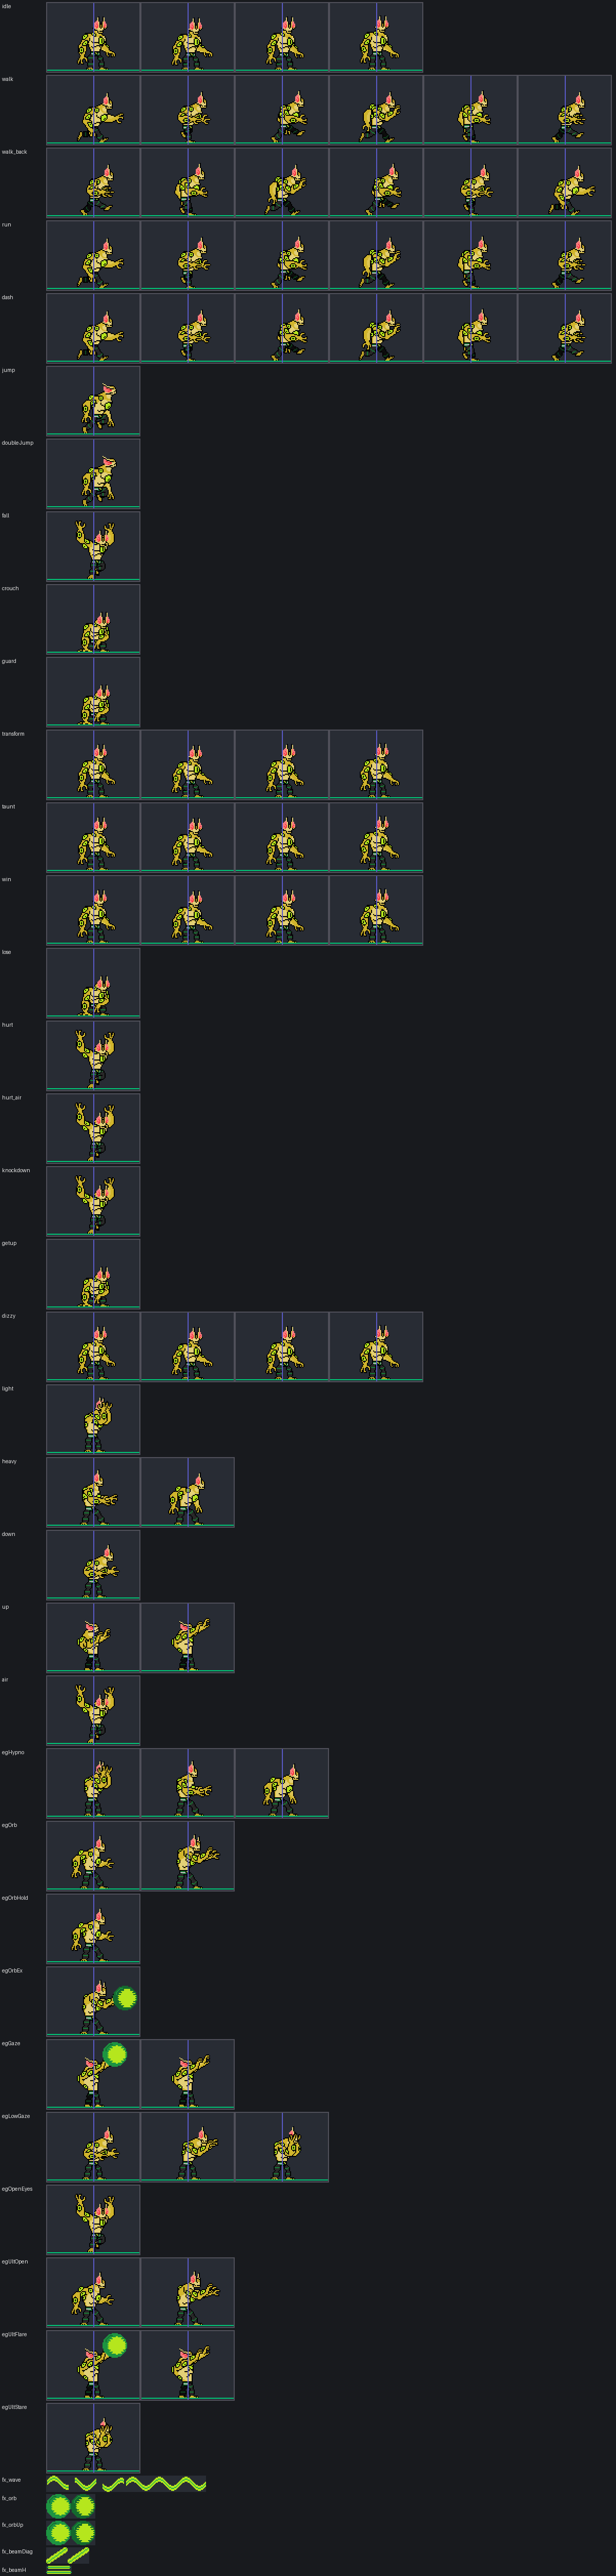 idle
walk
walk_back
run
dash
jump
doubleJump
fall
crouch
guard
transform
taunt
win
lose
hurt
hurt_air
knockdown
getup
dizzy
light
heavy
down
up
air
egHypno
egOrb
egOrbHold
egOrbEx
egGaze
egLowGaze
egOpenEyes
egUltOpen
egUltFlare
egUltStare
fx_wave
fx_orb
fx_orbUp
fx_beamDiag
fx_beamH